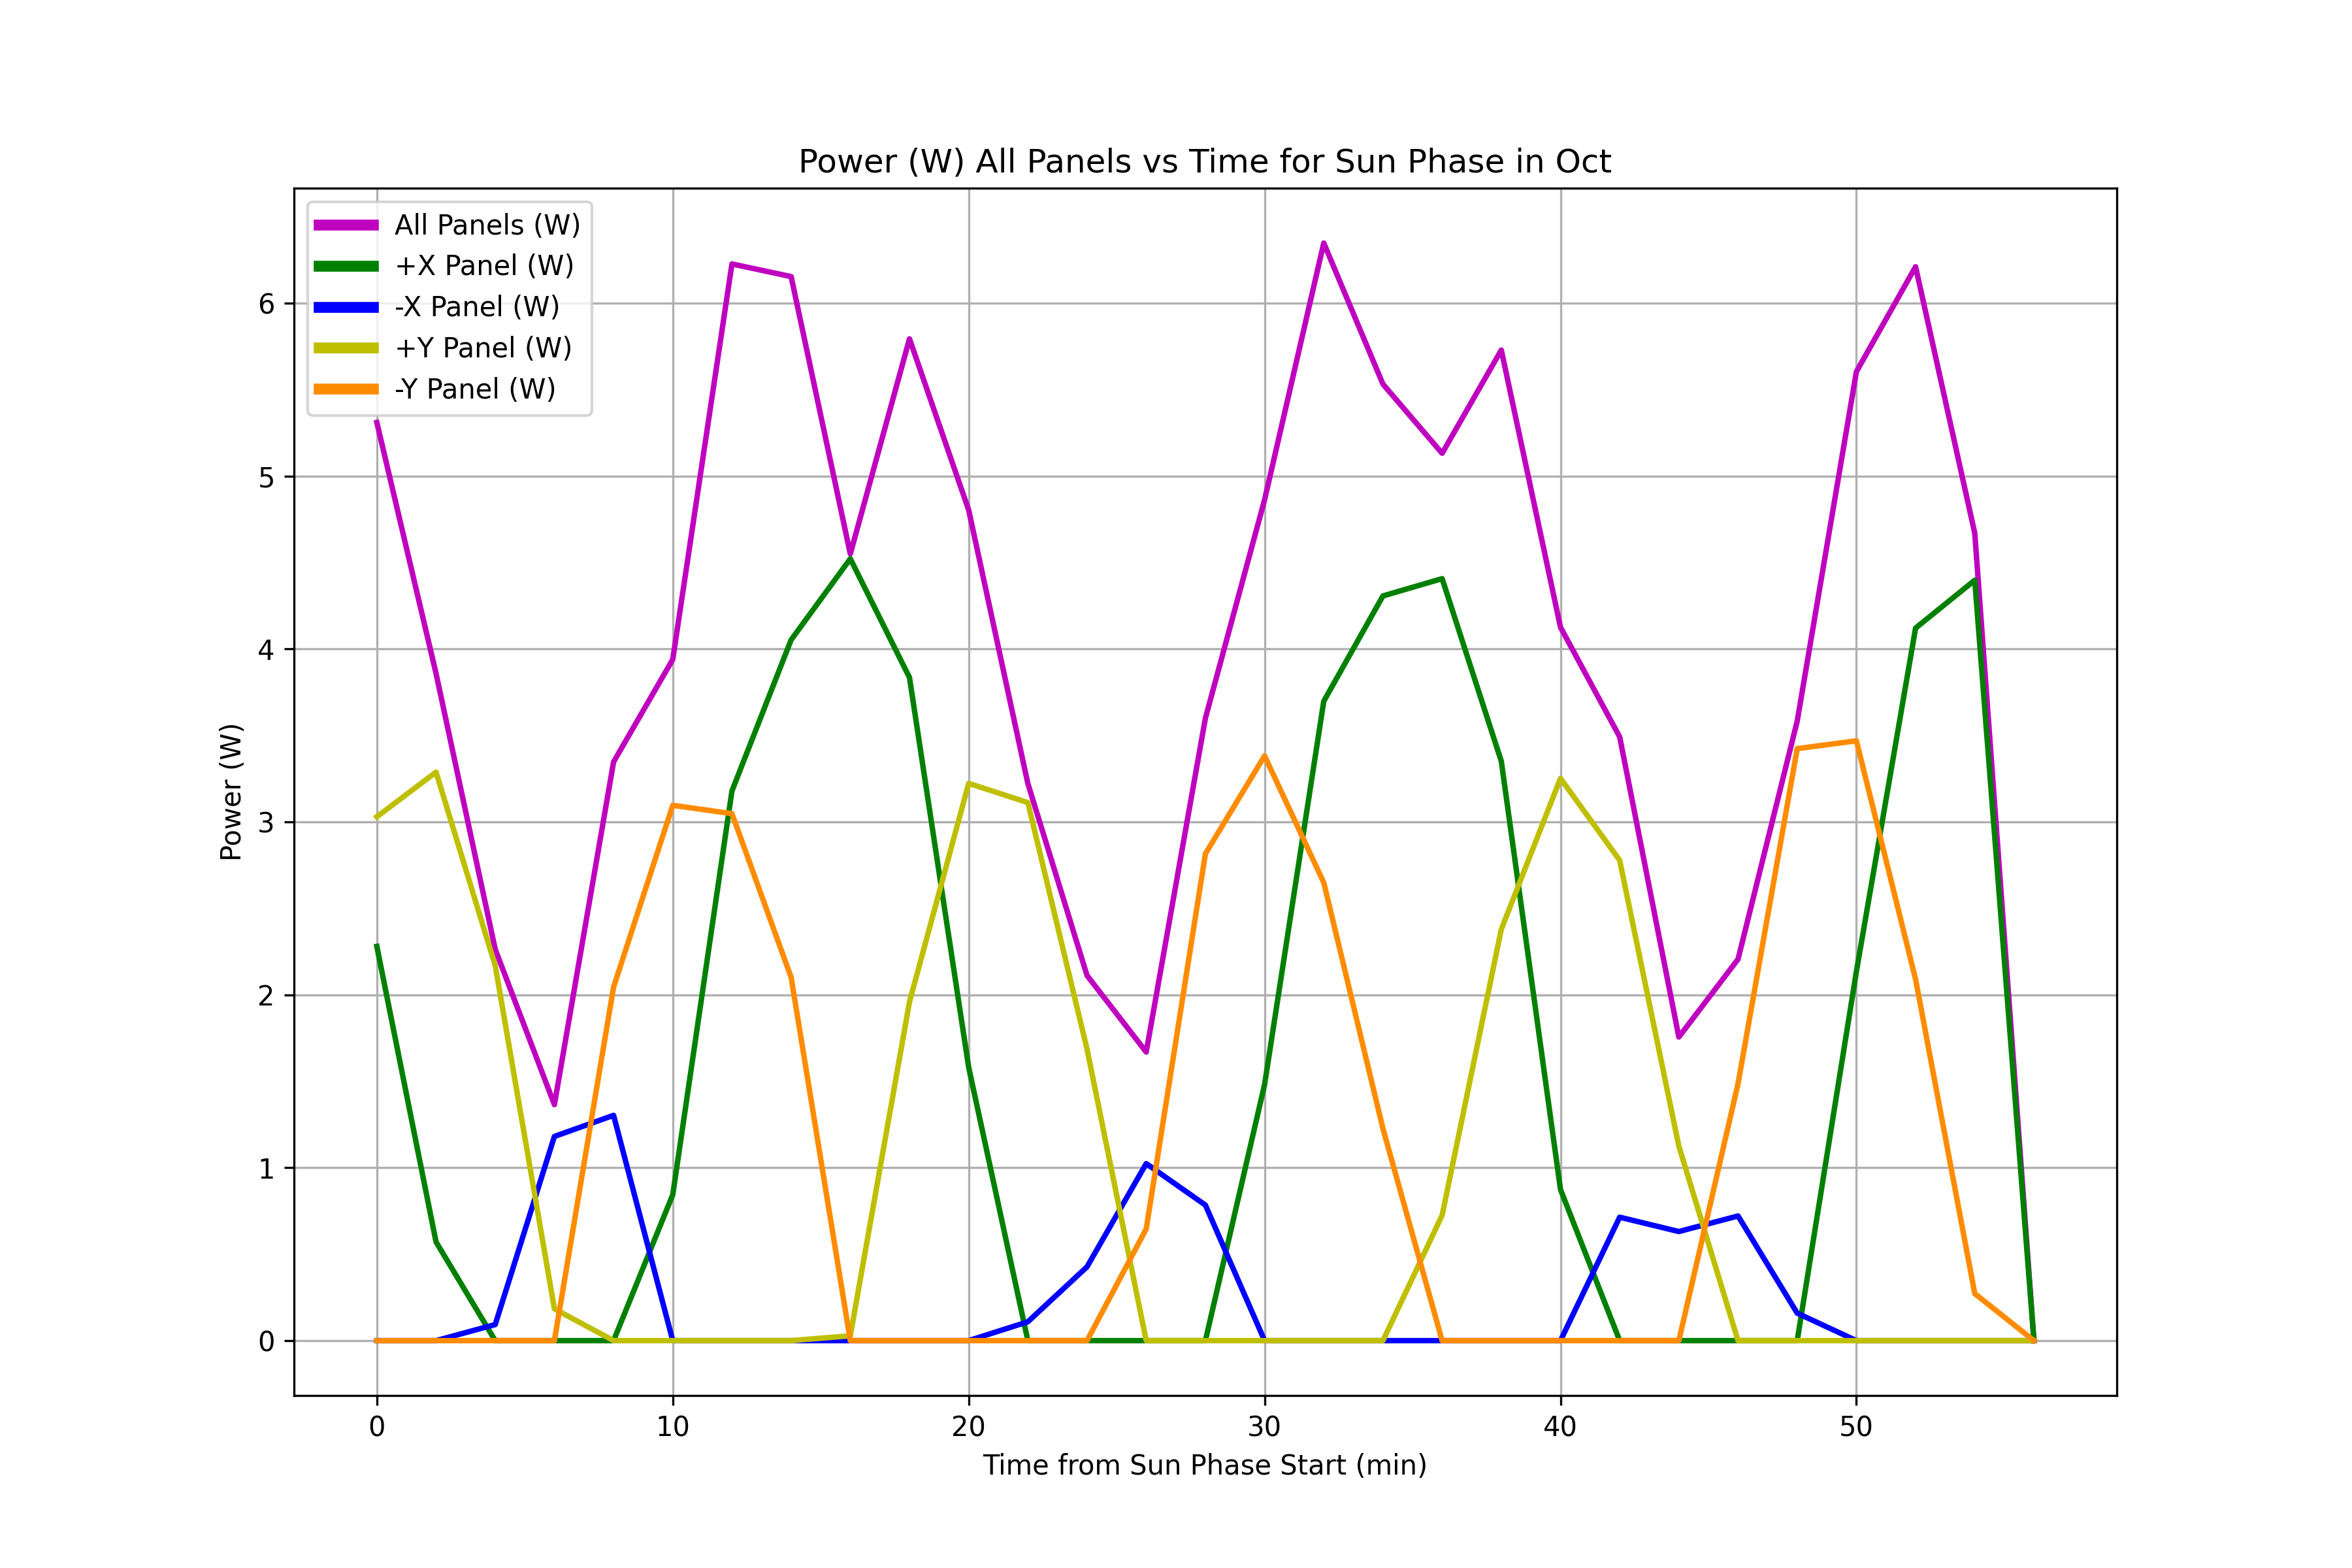 Power (W) All Panels vs Time for Sun Phase in Oct
All Panels (W)
+X Panel (W)
-X Panel (W)
+Y Panel (W)
-Y Panel (W)
6
5
4
3
2
1
0
Power (W)
0 10 20 30 40 50
Time from Sun Phase Start (min)